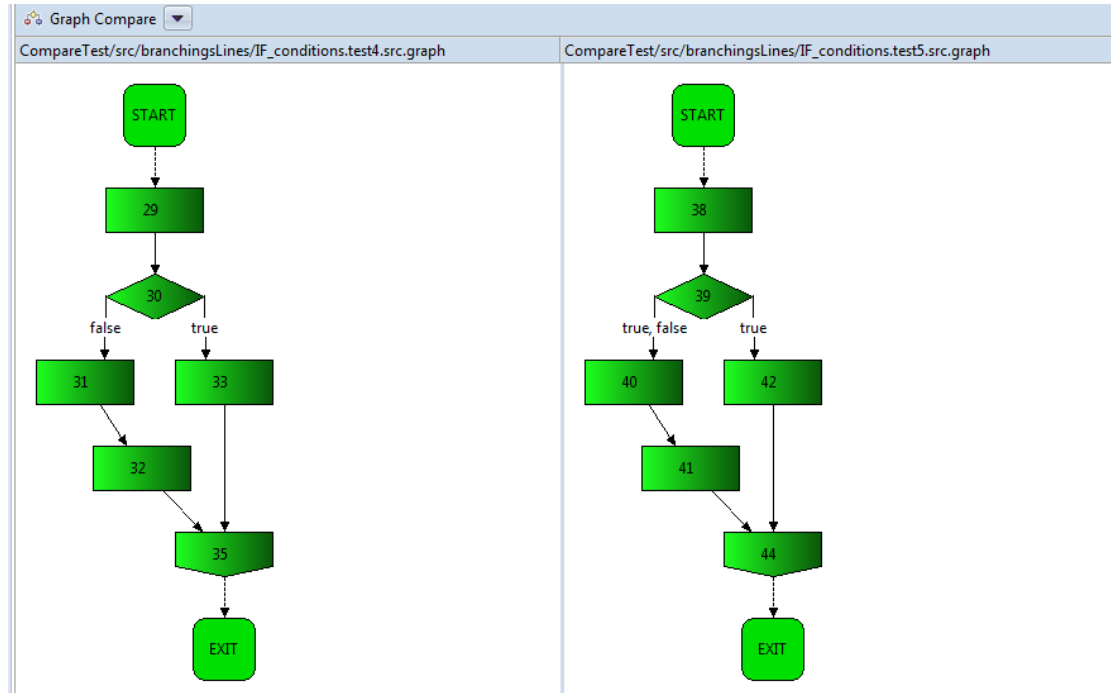 Graph Compare
CompareTest/src/branchingsLines/IF_conditions.test4.src.graph
CompareTest/src/branchingsLines/IF_conditions.test5.src.graph
START
29
30
false
true
31
33
32
35
EXIT
START
38
39
true, false
true
40
42
41
44
EXIT